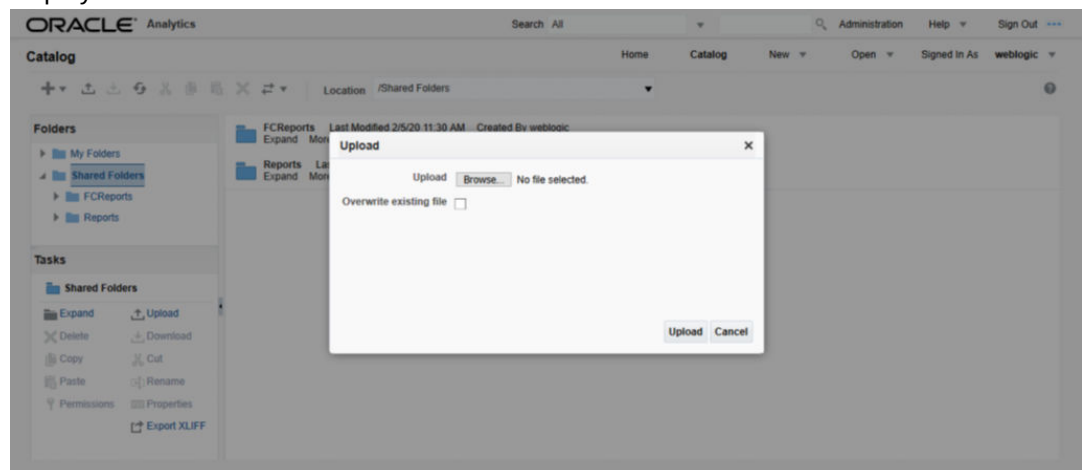 ORACLE Analytics Search All Administration Help Sign Out
Catalog Home Catalog New Open Signed In As weblogic
Location /Shared Folders
Folders
My Folders
Shared Folders
FCReports
Reports
FCReports Last Modified 2/5/20 11:30 AM Created By weblogic
Expand
Reports
Expand
Upload
Upload Browse... No file selected.
Overwrite existing file
Upload Cancel
Tasks
Shared Folders
Expand Upload
Delete Download
Copy Cut
Paste Rename
Permissions Properties
Export XLIFF